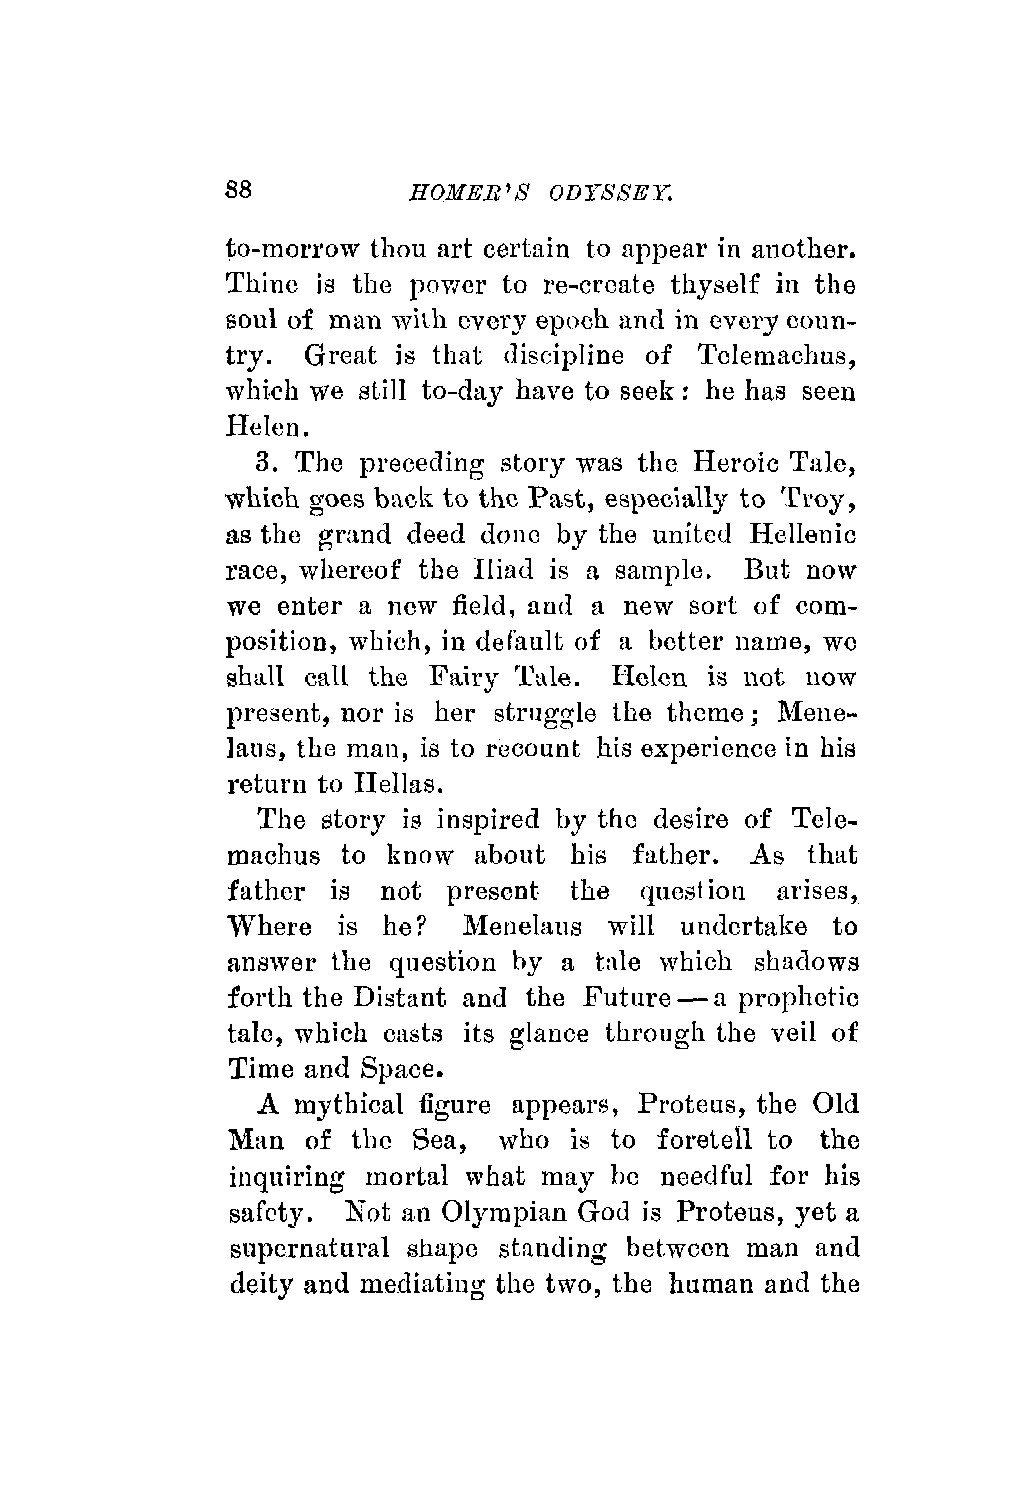 88 HOMER'S ODYSSEY.
to-morrow thou art certain to appear in another.
Thine is the power to re-create thyself in the
soul of man with every epoch and in every coun-
try. Great is that discipline of Telemachus,
which we still to-day have to seek: he has seen
Helen.
3. The preceding story was the Heroic Tale,
which goes back to the Past, especially to Troy,
as the grand deed done by the united Hellenic
race, whereof the Iliad is a sample. But now
we enter a new field, and a new sort of com-
position, which, in default of a better name, we
shall call the Fairy Tale. Helen is not now
present, nor is her struggle the theme; Mene-
laus, the man, is to recount his experience in his
return to Hellas.
The story is inspired by the desire of Tele-
machus to know about his father. As that
father is not present the question arises,
Where is he? Menelaus will undertake to
answer the question by a tale which shadows
forth the Distant and the Future — a prophetic
tale, which casts its glance through the veil of
Time and Space.
A mythical figure appears, Proteus, the Old
Man of the Sea, who is to foretell to the
inquiring mortal what may be needful for his
safety. Not an Olympian God is Proteus, yet a
supernatural shape standing between man and
deity and mediating the two, the human and the